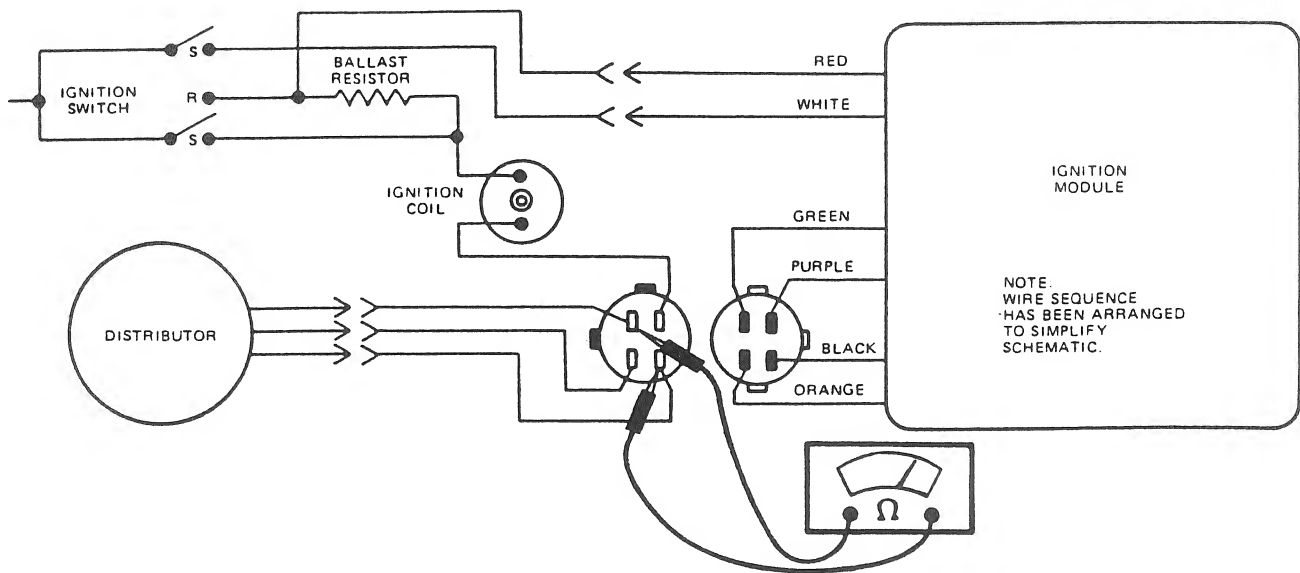 IGNITION
SWITCH
S
R
S
BALLAST
RESISTOR
RED
WHITE
IGNITION
COIL
IGNITION
MODULE
GREEN
PURPLE
BLACK
ORANGE
NOTE.
WIRE SEQUENCE
HAS BEEN ARRANGED
TO SIMPLIFY
SCHEMATIC.
DISTRIBUTOR
Ω